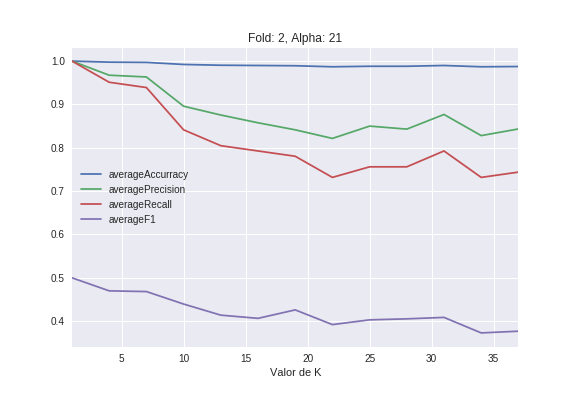 Fold: 2, Alpha: 21
1.0
0.9
0.8
0.7
0.6
0.5
0.4
averageAccurracy
averagePrecision
averageRecall
averageF1
5 10 15 20 25 30 35
Valor de K